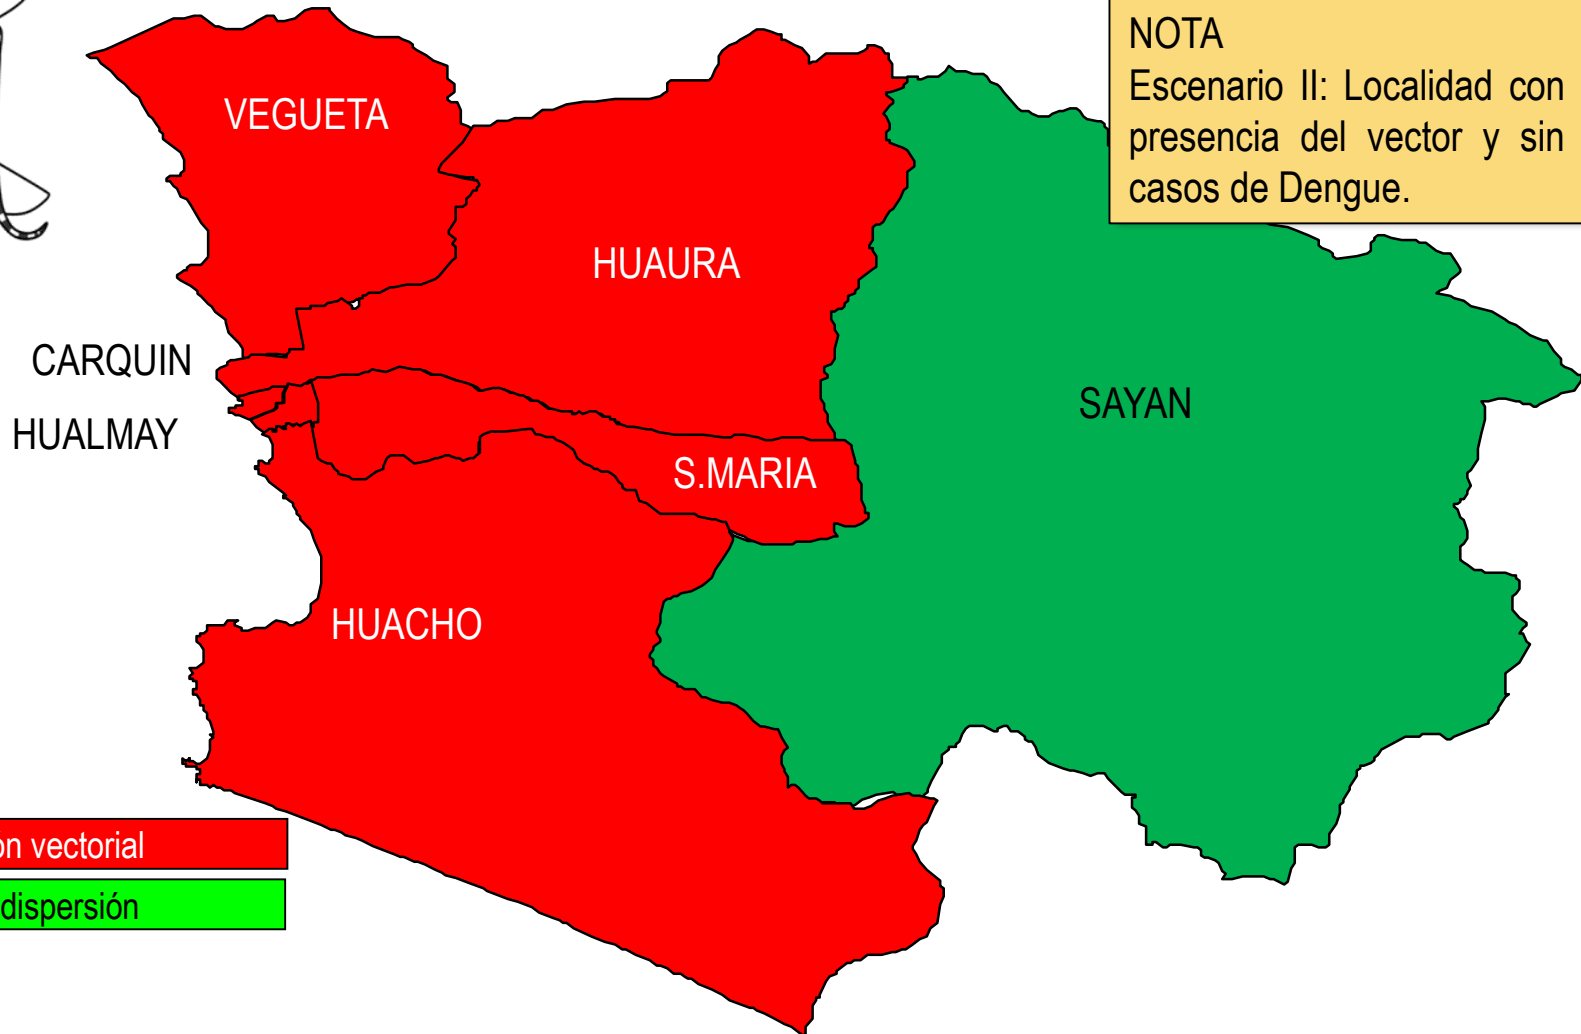 NOTA
Escenario II: Localidad con
presencia del vector y sin
casos de Dengue.
VEGUETA
HUAURA
CARQUIN
HUALMAY
SAYAN
S.MARIA
HUACHO
vectorial
dispersión